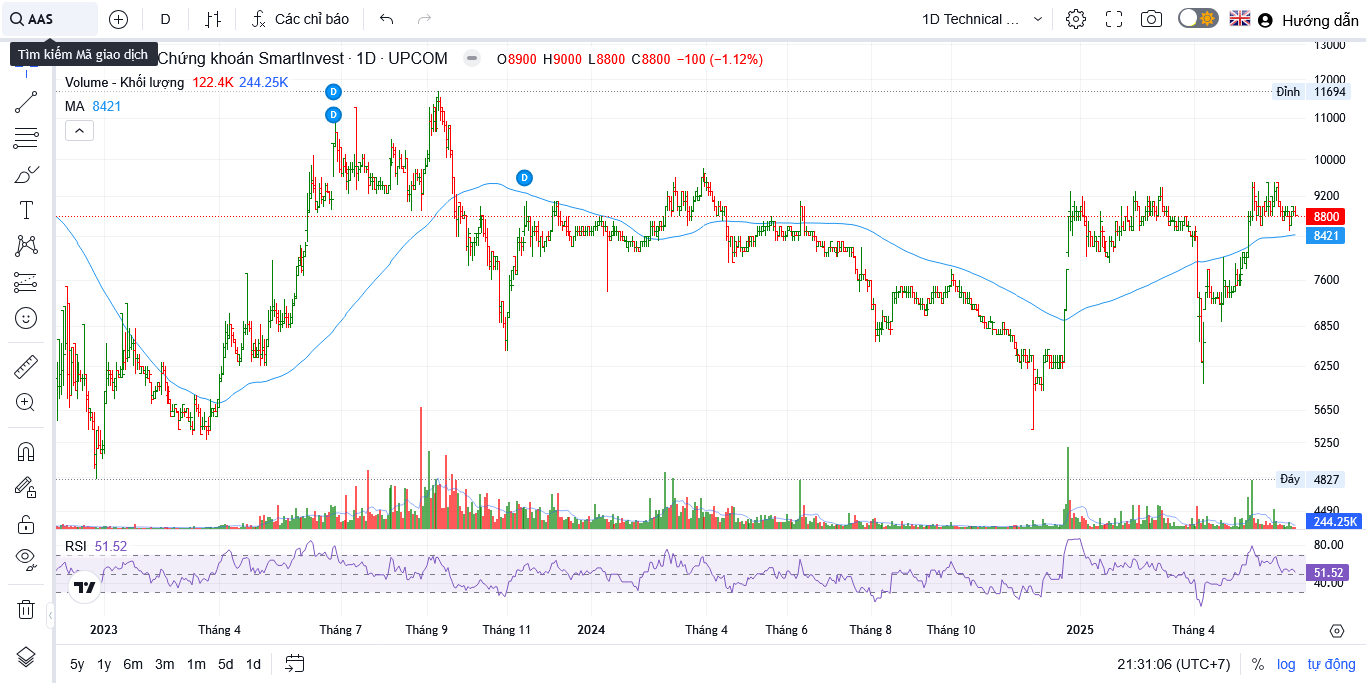 AAS D Các chỉ báo 1D Technical ... Hướng dẫn
Tìm kiếm Mã giao dịch
Chứng khoán SmartInvest · 1D · UPCOM O8900 H9000 L8800 C8800 −100 (−1.12%)
Volume - Khối lượng 122.4K 244.25K
MA 8421
D
D
D
13000
12000
Đỉnh 11694
11000
10000
9200
8800
8421
7600
6850
6250
5650
5250
Đáy 4827
4490
244.25K
RSI 51.52
80.00
51.52
40.00
2023 Tháng 4 Tháng 7 Tháng 9 Tháng 11 2024 Tháng 4 Tháng 6 Tháng 8 Tháng 10 2025 Tháng 4
5y 1y 6m 3m 1m 5d 1d 21:31:06 (UTC+7) % log tự động